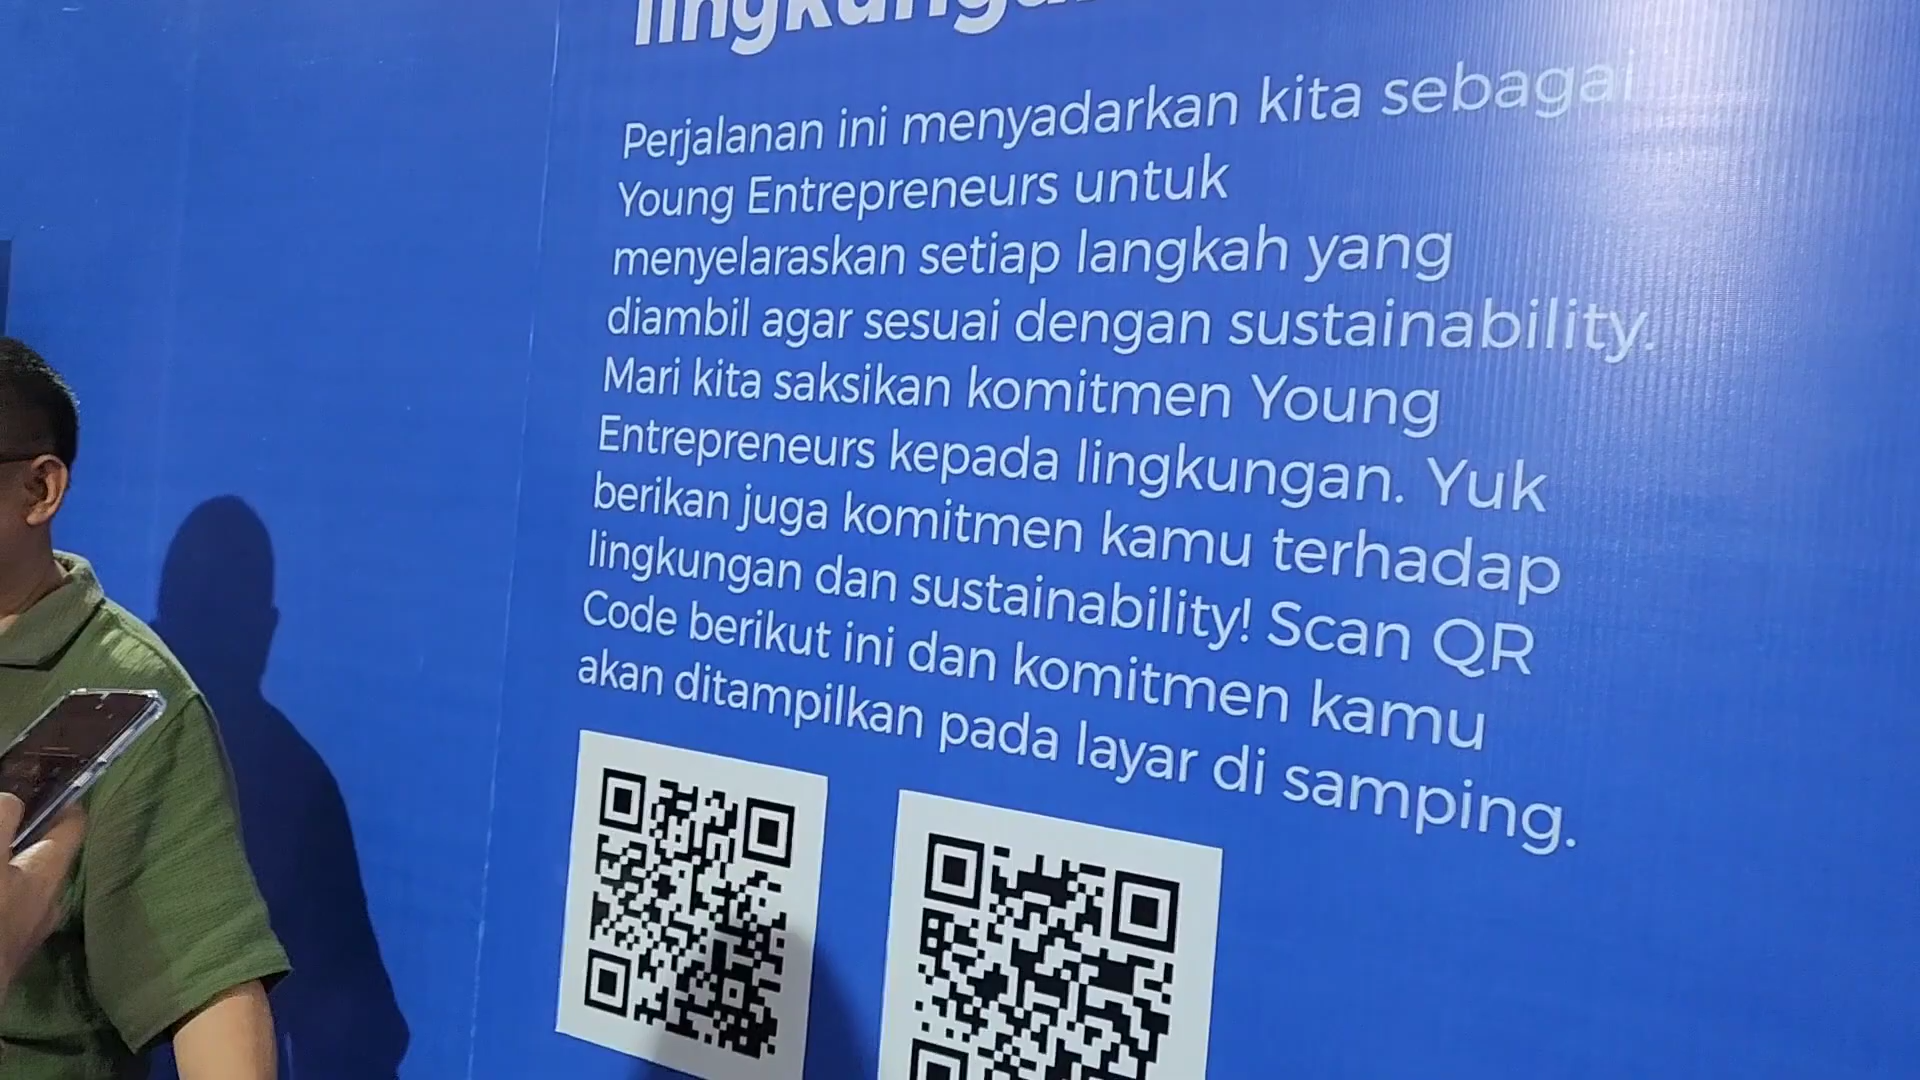 Perjalanan ini menyadarkan kita sebagai
Young Entrepreneurs untuk
menyelaraskan setiap langkah yang
diambil agar sesuai dengan sustainability.
Mari kita saksikan komitmen Young
Entrepreneurs kepada lingkungan. Yuk
berikan juga komitmen kamu terhadap
lingkungan dan sustainability! Scan QR
Code berikut ini dan komitmen kamu
akan ditampilkan pada layar di samping.